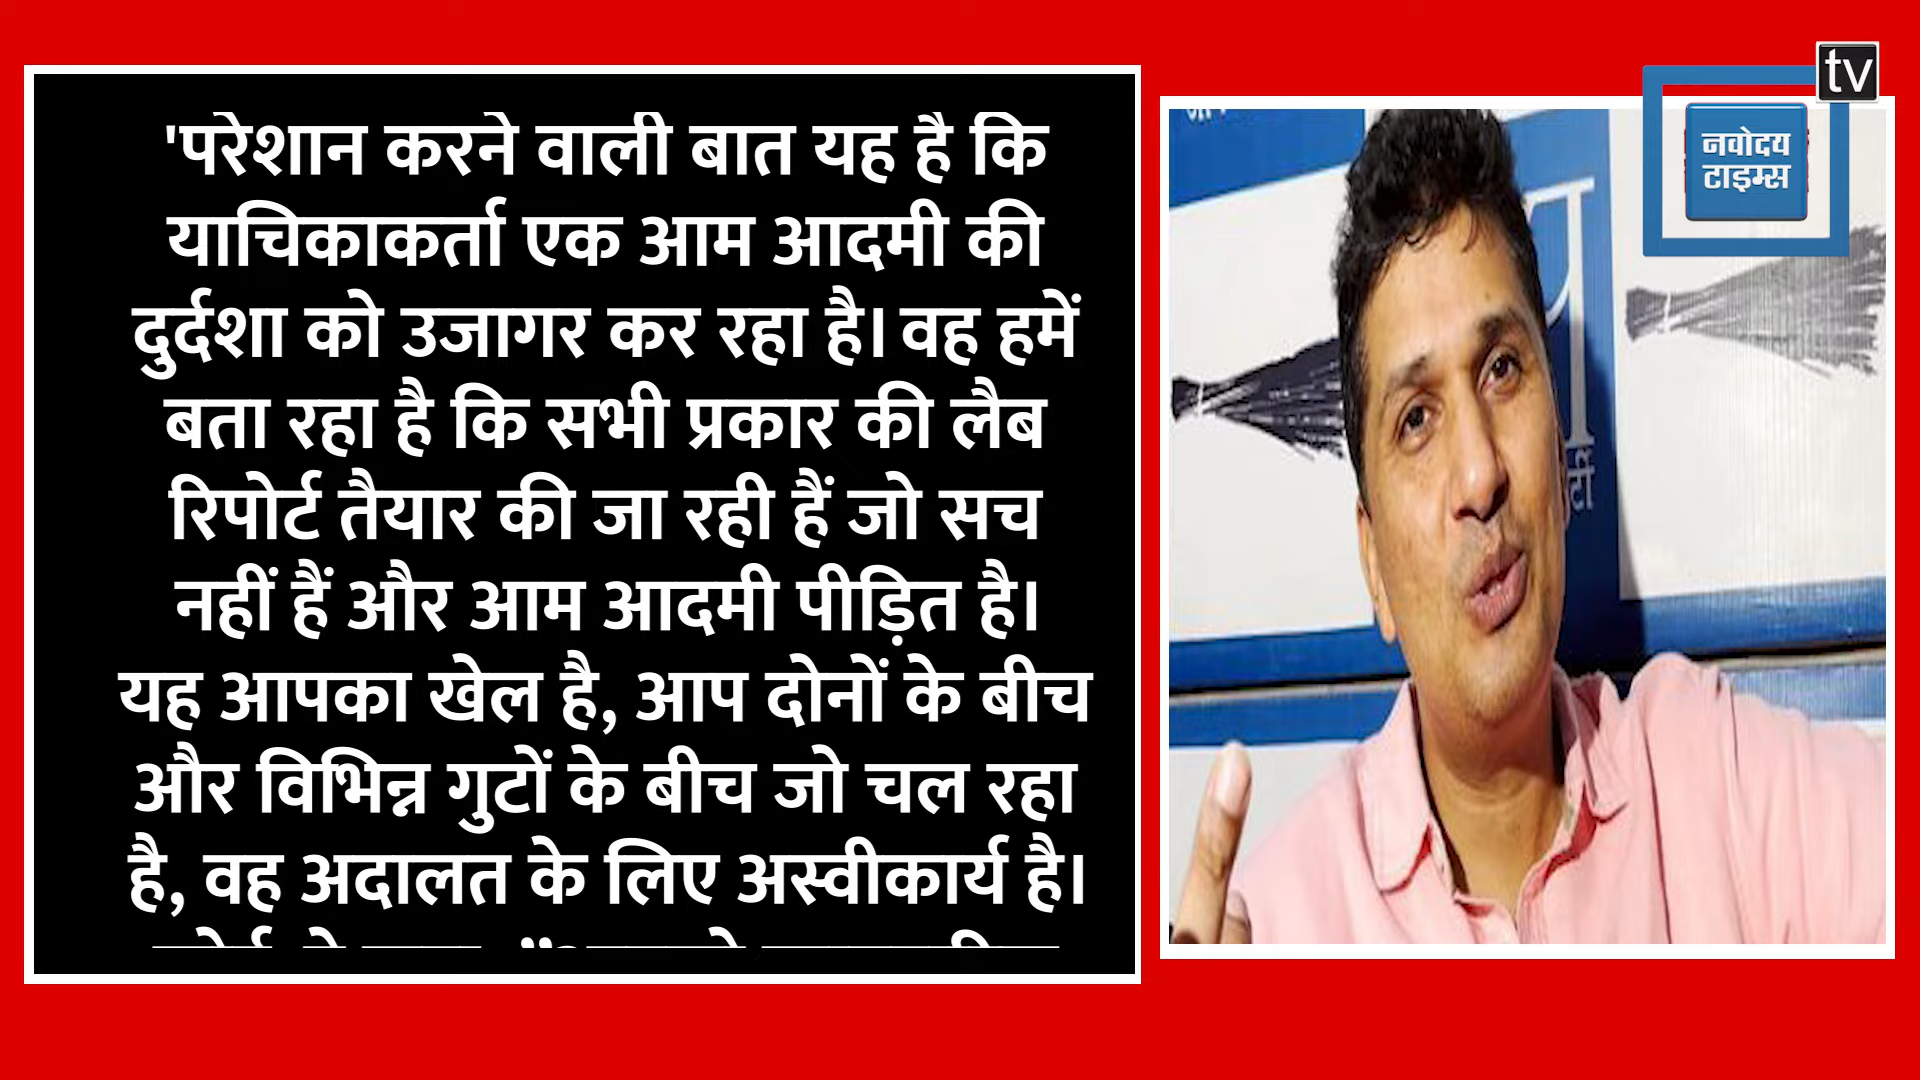 'परेशान करने वाली बात यह है कि
याचिकाकर्ता एक आम आदमी की
दुर्दशा को उजागर कर रहा है। वह हमें
बता रहा है कि सभी प्रकार की लैब
रिपोर्ट तैयार की जा रही हैं जो सच
नहीं हैं और आम आदमी पीड़ित है।
यह आपका खेल है, आप दोनों के बीच
और विभिन्न गुटों के बीच जो चल रहा
है, वह अदालत के लिए अस्वीकार्य है।
tv
नवोदय
टाइम्स